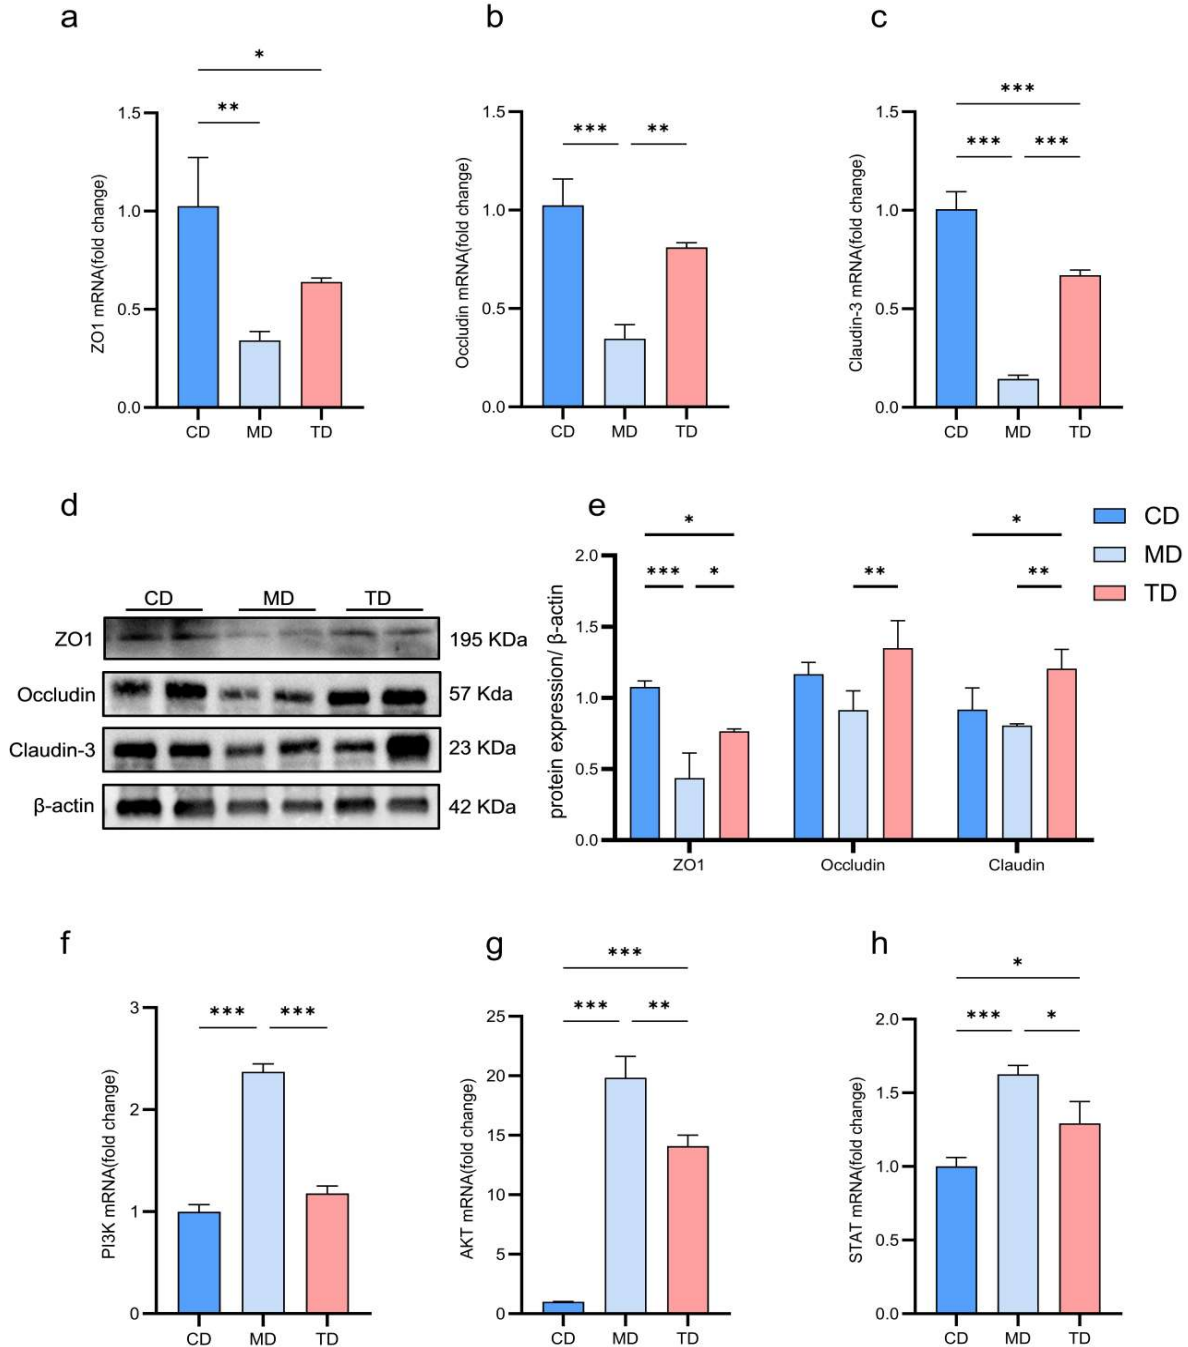 a
*
**
1.5
1.0
0.5
0.0
ZO1 mRNA(fold change)
CD MD TD
b
*** **
1.5
1.0
0.5
0.0
Occludin mRNA(fold change)
CD MD TD
c
***
*** ***
1.5
1.0
0.5
0.0
Claudin-3 mRNA(fold change)
CD MD TD
d
CD MD TD
ZO1 195 KDa
Occludin 57 Kda
Claudin-3 23 KDa
β-actin 42 KDa
e
* *
*** * ** **
2.0
1.5
1.0
0.5
0.0
protein expression/ β-actin
ZO1 Occludin Claudin
CD
MD
TD
f
*** ***
3
2
1
0
PI3K mRNA(fold change)
CD MD TD
g
***
*** **
25
20
15
10
5
0
AKT mRNA(fold change)
CD MD TD
h
*
*** *
2.0
1.5
1.0
0.5
0.0
STAT mRNA(fold change)
CD MD TD